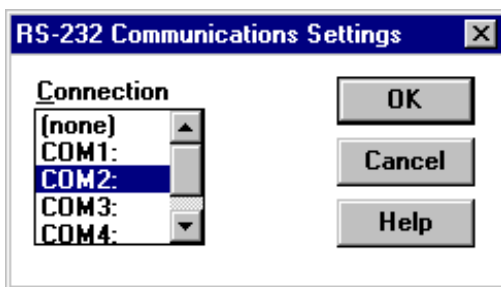 RS-232 Communications Settings
Connection
(none)
COM1:
COM2:
COM3:
COM4:
OK
Cancel
Help